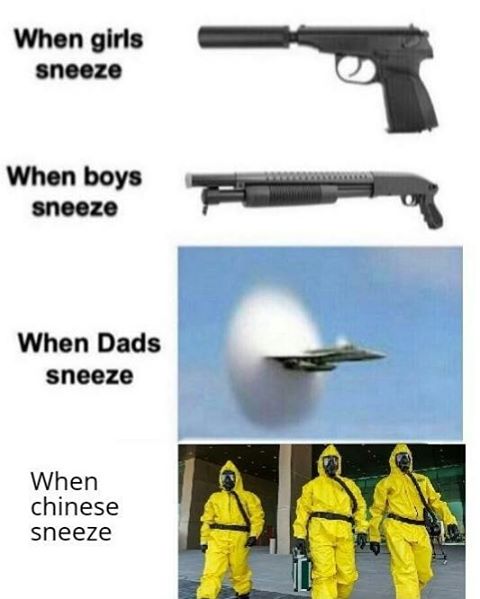 When girls
sneeze
When boys
sneeze
When Dads
sneeze
When
chinese
sneeze